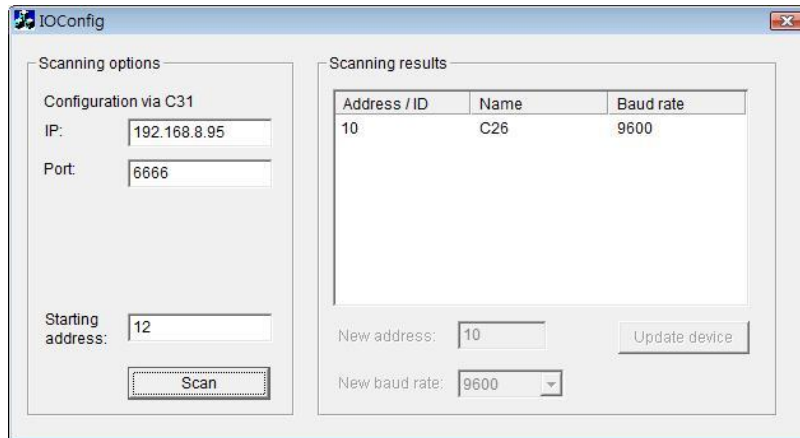 IOConfig
Scanning options
Configuration via C31
IP: 192.168.8.95
Port: 6666
Starting address: 12
Scan
Scanning results
Address / ID Name Baud rate
10 C26 9600
New address: 10 Update device
New baud rate: 9600